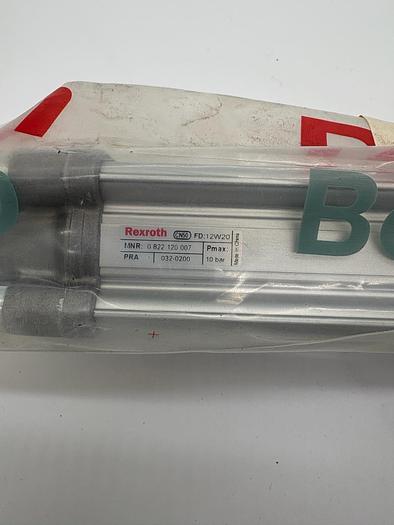 Rexroth CN50 FD:12W20
MNR: 0 822 120 007 Pmax:
PRA 032-0200 10 bar
Made in China
Bo